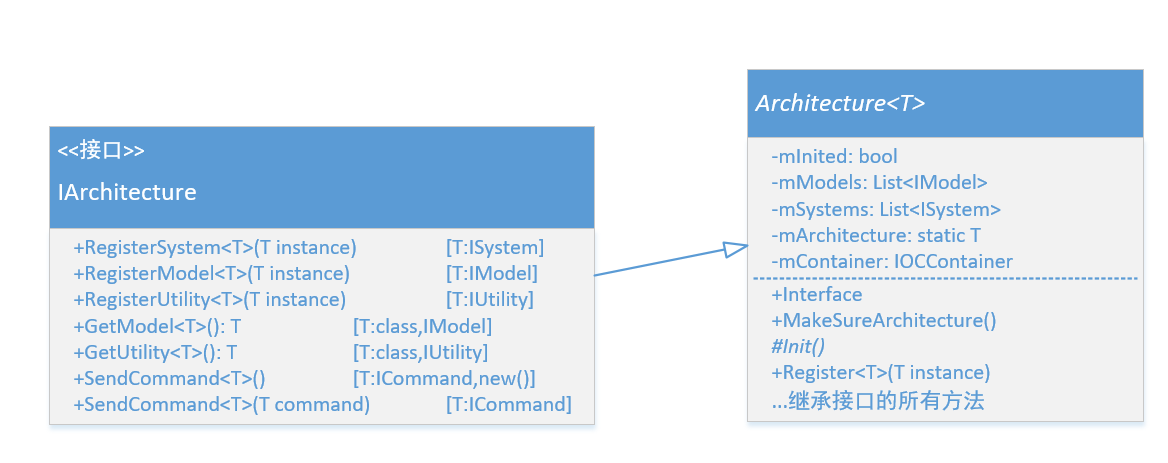 <<接口>>
IArchitecture
+RegisterSystem<T>(T instance) [T:ISystem]
+RegisterModel<T>(T instance) [T:IModel]
+RegisterUtility<T>(T instance) [T:IUtility]
+GetModel<T>(): T [T:class,IModel]
+GetUtility<T>(): T [T:class,IUtility]
+SendCommand<T>() [T:ICommand,new()]
+SendCommand<T>(T command) [T:ICommand]
Architecture<T>
-mInited: bool
-mModels: List<IModel>
-mSystems: List<ISystem>
-mArchitecture: static T
-mContainer: IOCContainer
+Interface
+MakeSureArchitecture()
#Init()
+Register<T>(T instance)
...继承接口的所有方法